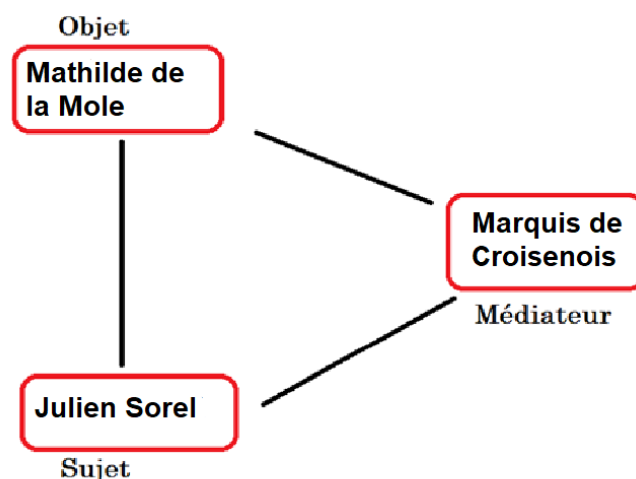 Objet
Mathilde de
la Mole
Marquis de
Croisenois
Médiateur
Julien Sorel
Sujet